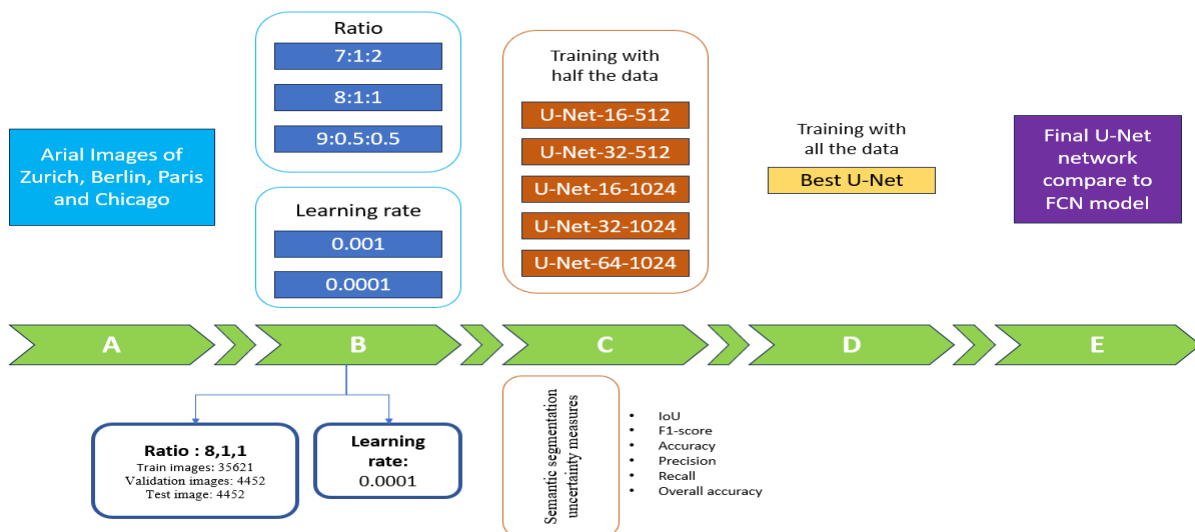 Arial Images of
Zurich, Berlin, Paris
and Chicago
Ratio
7:1:2
8:1:1
9:0.5:0.5
Learning rate
0.001
0.0001
Training with
half the data
U-Net-16-512
U-Net-32-512
U-Net-16-1024
U-Net-32-1024
U-Net-64-1024
Training with
all the data
Best U-Net
Final U-Net
network
compare to
FCN model
A
B
C
D
E
Ratio : 8,1,1
Train images: 35621
Validation images: 4452
Test image: 4452
Learning
rate:
0.0001
Semantic segmentation
uncertainty measures
• IoU
• F1-score
• Accuracy
• Precision
• Recall
• Overall accuracy